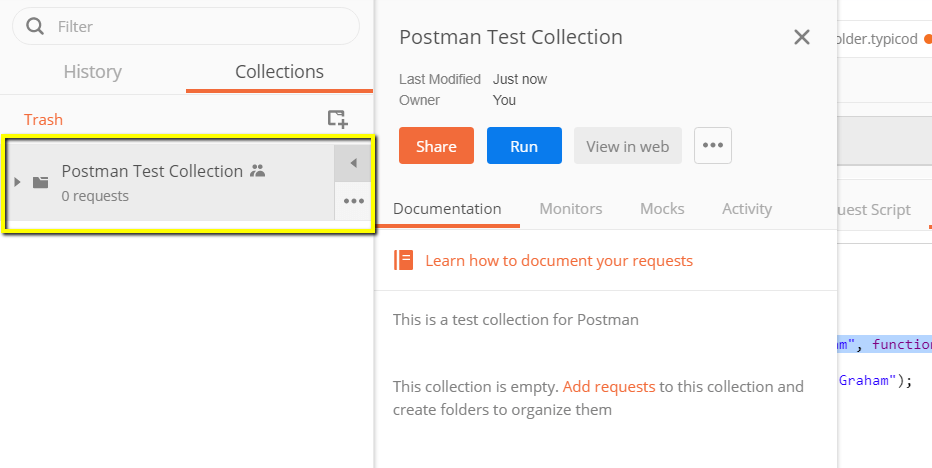 Filter
History
Collections
Trash
Postman Test Collection
0 requests
Postman Test Collection
Last Modified Just now
Owner You
Share
Run
View in web
Documentation
Monitors
Mocks
Activity
Learn how to document your requests
This is a test collection for Postman
This collection is empty. Add requests to this collection and
create folders to organize them
older.typicod
uest Script
am", function
Graham");